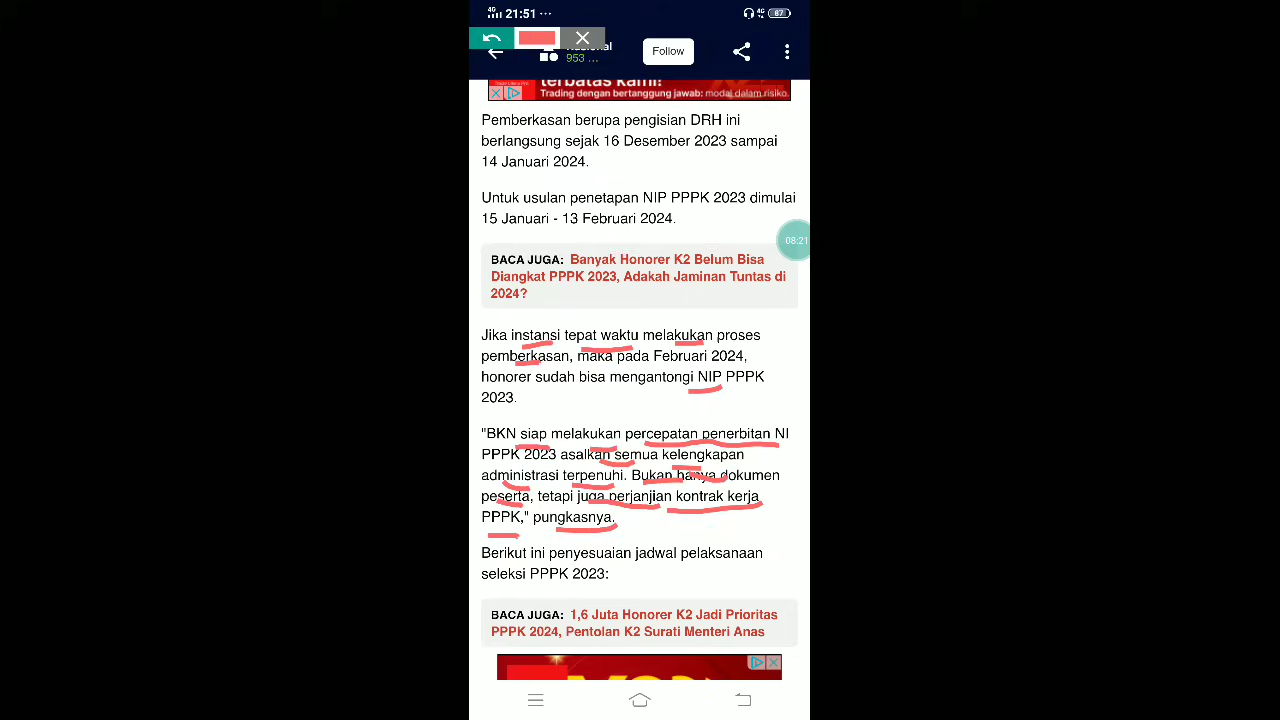 4G 21:51 ... 4G 87
Nasional
953 ... Follow
terbatas kami!
Trading dengan bertanggung jawab: modal dalam risiko.
Pemberkasan berupa pengisian DRH ini
berlangsung sejak 16 Desember 2023 sampai
14 Januari 2024.
Untuk usulan penetapan NIP PPPK 2023 dimulai
15 Januari - 13 Februari 2024.
08:21
BACA JUGA: Banyak Honorer K2 Belum Bisa
Diangkat PPPK 2023, Adakah Jaminan Tuntas di
2024?
Jika instansi tepat waktu melakukan proses
pemberkasan, maka pada Februari 2024,
honorer sudah bisa mengantongi NIP PPPK
2023.
"BKN siap melakukan percepatan penerbitan NI
PPPK 2023 asalkan semua kelengkapan
administrasi terpenuhi. Bukan hanya dokumen
peserta, tetapi juga perjanjian kontrak kerja
PPPK," pungkasnya.
Berikut ini penyesuaian jadwal pelaksanaan
seleksi PPPK 2023:
BACA JUGA: 1,6 Juta Honorer K2 Jadi Prioritas
PPPK 2024, Pentolan K2 Surati Menteri Anas